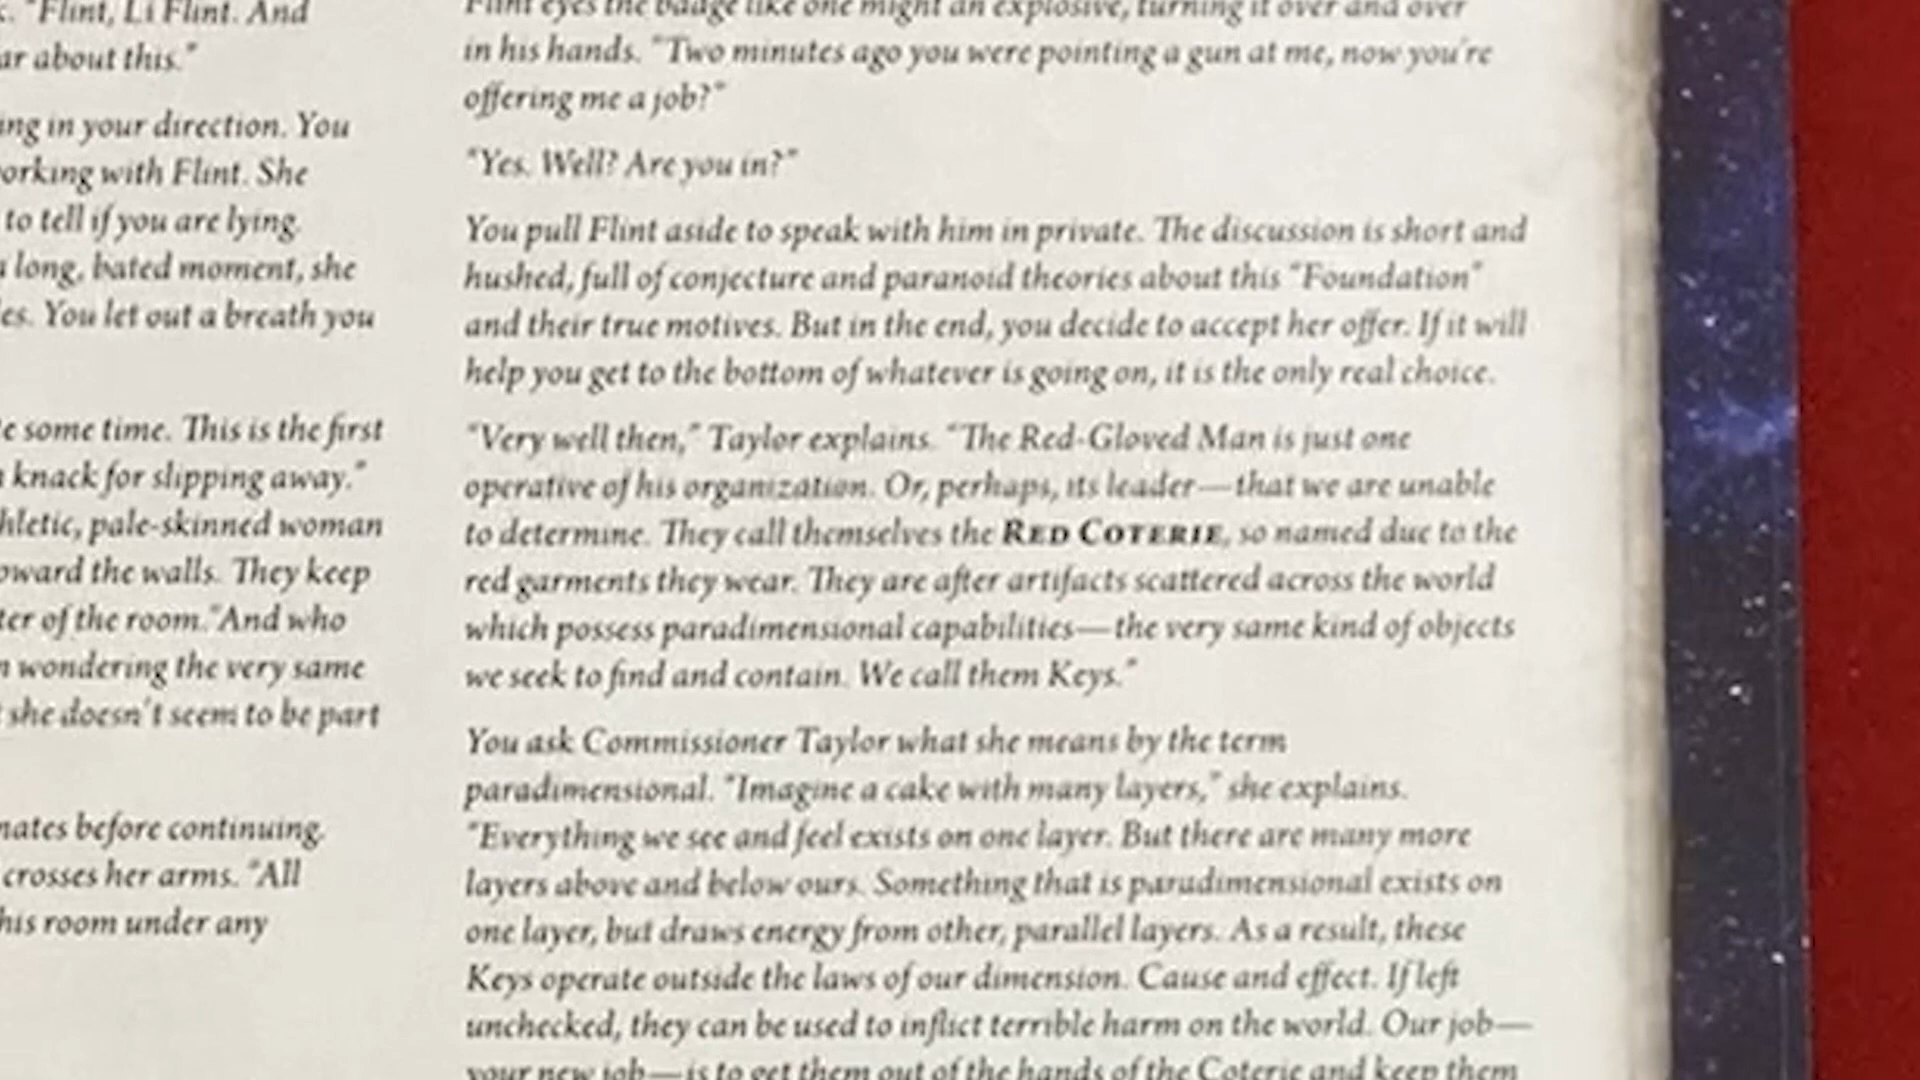 "Flint, Li Flint. And
ar about this."
ing in your direction. You
orking with Flint. She
to tell if you are lying.
a long, bated moment, she
es. You let out a breath you
e some time. This is the first
knack for slipping away."
hletic, pale-skinned woman
oward the walls. They keep
ter of the room."And who
n wondering the very same
she doesn't seem to be part
nates before continuing.
crosses her arms. "All
his room under any
Flint eyes the badge like one might an explosive, turning it over and over
in his hands. "Two minutes ago you were pointing a gun at me, now you're
offering me a job?"
"Yes. Well? Are you in?"
You pull Flint aside to speak with him in private. The discussion is short and
hushed, full of conjecture and paranoid theories about this "Foundation"
and their true motives. But in the end, you decide to accept her offer. If it will
help you get to the bottom of whatever is going on, it is the only real choice.
"Very well then," Taylor explains. "The Red-Gloved Man is just one
operative of his organization. Or, perhaps, its leader—that we are unable
to determine. They call themselves the RED COTERIE, so named due to the
red garments they wear. They are after artifacts scattered across the world
which possess paradimensional capabilities—the very same kind of objects
we seek to find and contain. We call them Keys."
You ask Commissioner Taylor what she means by the term
paradimensional. "Imagine a cake with many layers," she explains.
"Everything we see and feel exists on one layer. But there are many more
layers above and below ours. Something that is paradimensional exists on
one layer, but draws energy from other, parallel layers. As a result, these
Keys operate outside the laws of our dimension. Cause and effect. If left
unchecked, they can be used to inflict terrible harm on the world. Our job—
your new job—is to get them out of the hands of the Coterie and keep them